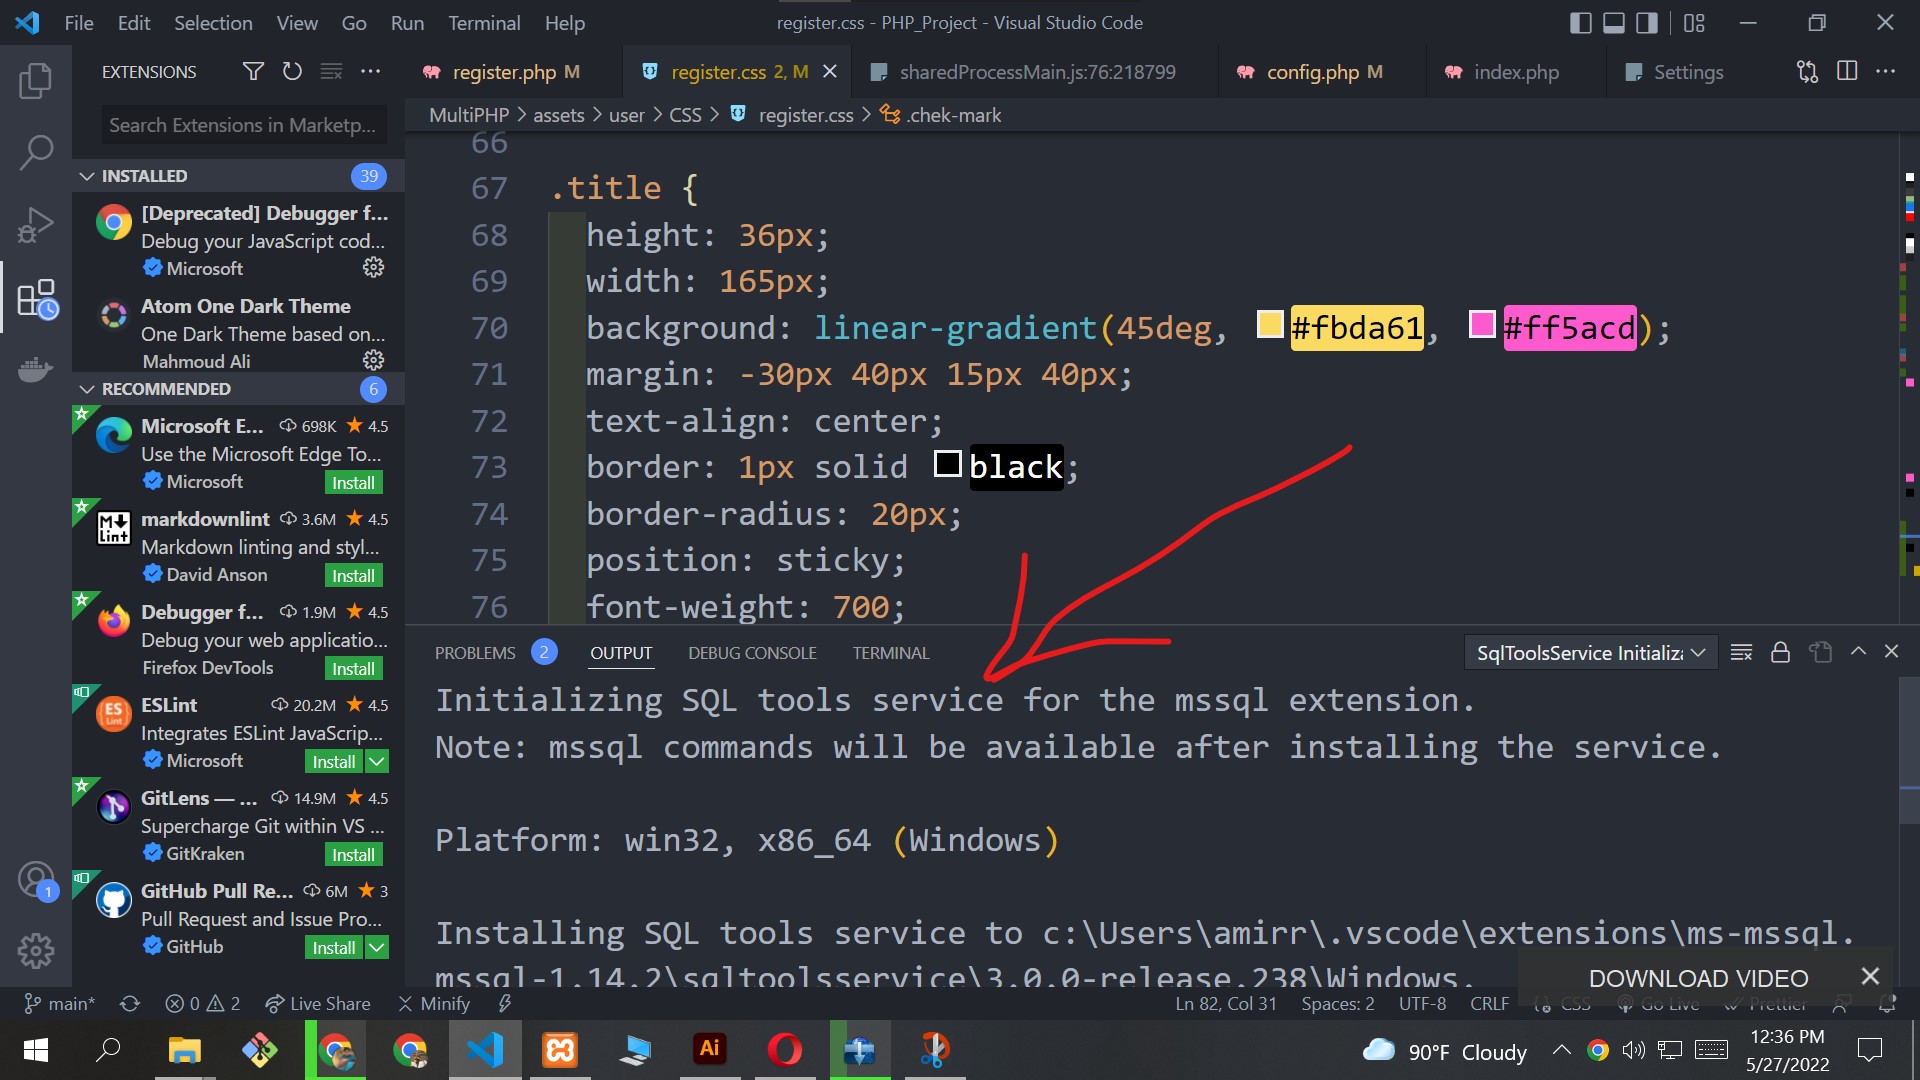 File Edit Selection View Go Run Terminal Help
register.css - PHP_Project - Visual Studio Code
EXTENSIONS
register.php M
register.css 2, M
sharedProcessMain.js:76:218799
config.php M
index.php
Settings
Search Extensions in Marketp...
MultiPHP > assets > user > CSS > register.css > .chek-mark
INSTALLED 39
[Deprecated] Debugger f...
Debug your JavaScript cod...
Microsoft
Atom One Dark Theme
One Dark Theme based on...
Mahmoud Ali
RECOMMENDED 6
Microsoft E... 698K 4.5
Use the Microsoft Edge To...
Microsoft Install
markdownlint 3.6M 4.5
Markdown linting and styl...
David Anson Install
Debugger f... 1.9M 4.5
Debug your web applicatio...
Firefox DevTools Install
ESLint 20.2M 4.5
Integrates ESLint JavaScrip...
Microsoft Install
GitLens — ... 14.9M 4.5
Supercharge Git within VS ...
GitKraken Install
GitHub Pull Re... 6M 3
Pull Request and Issue Pro...
GitHub Install
66
67 .title {
68 height: 36px;
69 width: 165px;
70 background: linear-gradient(45deg, #fbda61, #ff5acd);
71 margin: -30px 40px 15px 40px;
72 text-align: center;
73 border: 1px solid black;
74 border-radius: 20px;
75 position: sticky;
76 font-weight: 700;
PROBLEMS 2 OUTPUT DEBUG CONSOLE TERMINAL
SqlToolsService Initializa
Initializing SQL tools service for the mssql extension.
Note: mssql commands will be available after installing the service.
Platform: win32, x86_64 (Windows)
Installing SQL tools service to c:\Users\amirr\.vscode\extensions\ms-mssql.
mssql-1.14.2\sqltoolsservice\3.0.0-release.238\Windows.
DOWNLOAD VIDEO
1
main* 0 2 Live Share Minify
Ln 82, Col 31 Spaces: 2 UTF-8 CRLF CSS Go Live Prettier
Ai
90°F Cloudy
12:36 PM
5/27/2022